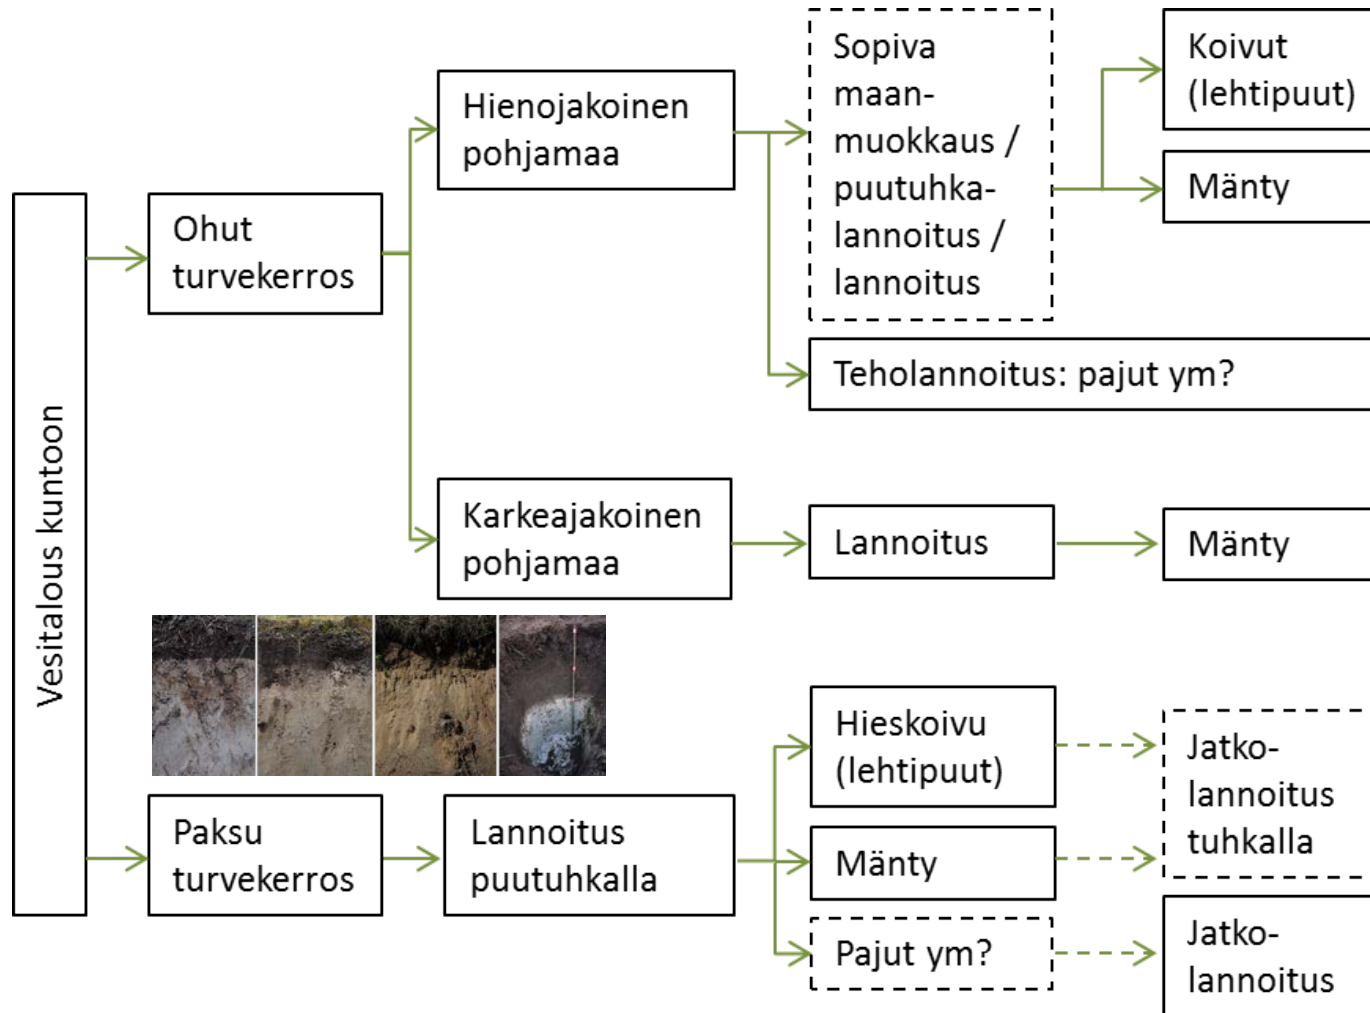 Vesitalous kuntoon
Ohut
turvekerros
Hienojakoinen
pohjamaa
Sopiva
maan-
muokkaus /
puutuhka-
lannoitus /
lannoitus
Koivut
(lehtipuut)
Mänty
Teholannoitus: pajut ym?
Karkeajakoinen
pohjamaa
Lannoitus
Mänty
Paksu
turvekerros
Lannoitus
puutuhkalla
Hieskoivu
(lehtipuut)
Mänty
Pajut ym?
Jatko-
lannoitus
tuhkalla
Jatko-
lannoitus